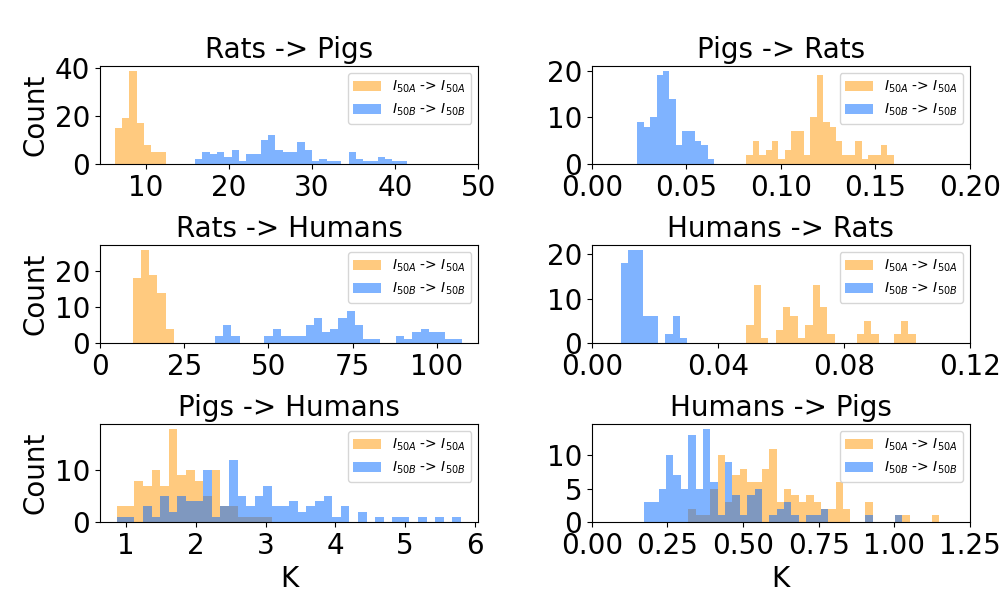 Rats -> Pigs
Count
40
20
0
10 20 30 40 50
I50A -> I50A
I50B -> I50B
Pigs -> Rats
20
10
0
0.00 0.05 0.10 0.15 0.20
I50A -> I50A
I50B -> I50B
Rats -> Humans
Count
20
10
0
0 25 50 75 100
I50A -> I50A
I50B -> I50B
Humans -> Rats
20
10
0
0.00 0.04 0.08 0.12
I50A -> I50A
I50B -> I50B
Pigs -> Humans
Count
10
0
1 2 3 4 5 6
K
I50A -> I50A
I50B -> I50B
Humans -> Pigs
10
5
0
0.00 0.25 0.50 0.75 1.00 1.25
K
I50A -> I50A
I50B -> I50B